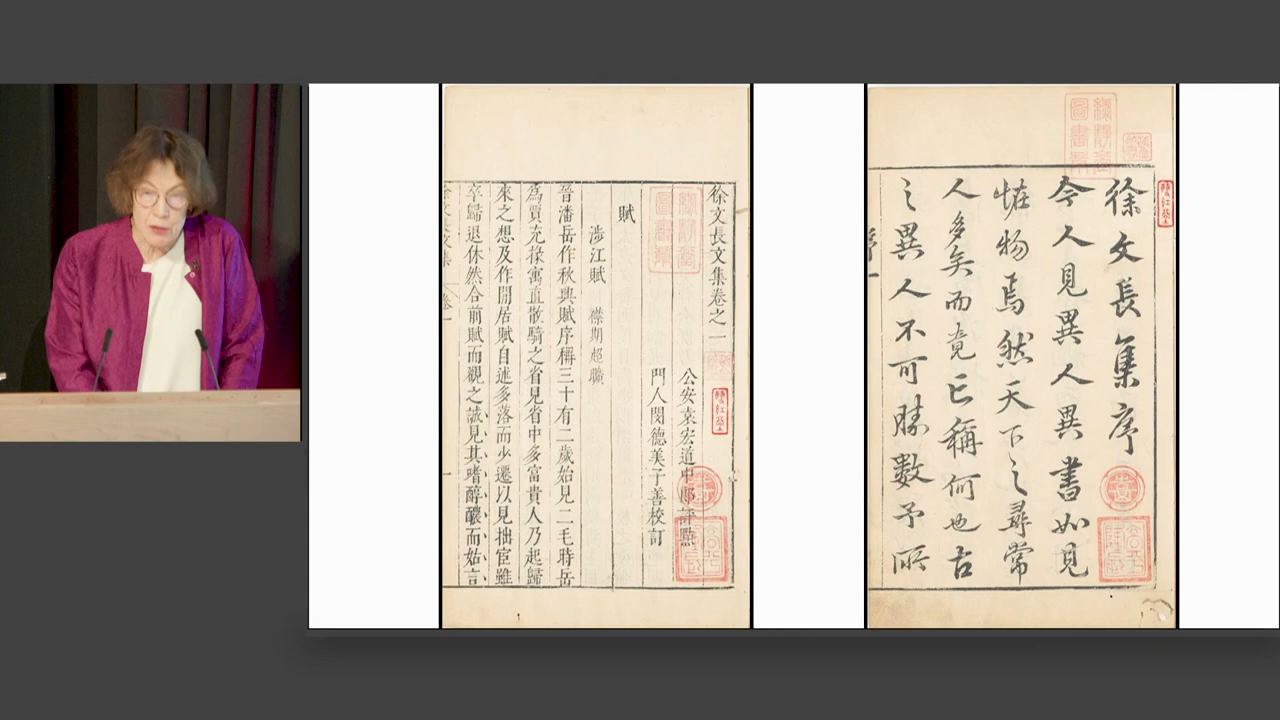 徐文長集序
今人見異人異書如見
恠物焉然天下之尋常
人多矣而竟已稱何也古
之異人不可勝數予所
徐文長文集卷之一
公安袁宏道中郎評點
門人閔德美子善校訂
賦
涉江賦 襟期超曠
晉潘岳作秋興賦序稱三十有二歲始見二毛時岳
為賈充掾寓直散騎之省見省中多富貴人乃起歸
來之想及作閒居賦自述多落而少遷以見拙宦雖
卒歸退休然合前賦而觀之誠見其嗜醇醲而始言